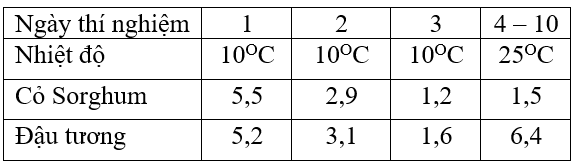 Ngày thí nghiệm 1 2 3 4 – 10
Nhiệt độ 10ᴼC 10ᴼC 10ᴼC 25ᴼC
Cỏ Sorghum 5,5 2,9 1,2 1,5
Đậu tương 5,2 3,1 1,6 6,4